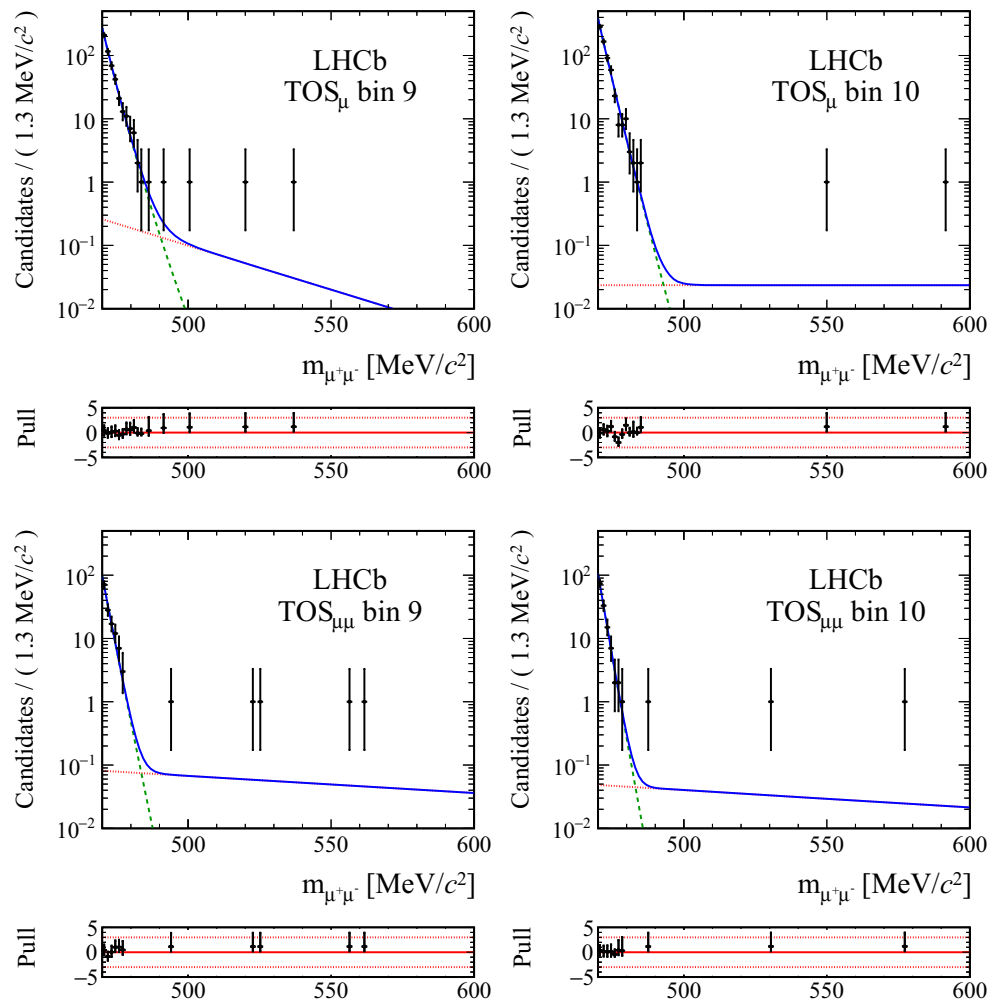 Candidates / ( 1.3 MeV/c² )
10²
10
1
10⁻¹
10⁻²
LHCb
TOS_μ bin 9
500 550 600
m_μ⁺μ⁻ [MeV/c²]
Pull
5
0
−5
500 550 600
Candidates / ( 1.3 MeV/c² )
10²
10
1
10⁻¹
10⁻²
LHCb
TOS_μ bin 10
500 550 600
m_μ⁺μ⁻ [MeV/c²]
Pull
5
0
−5
500 550 600
Candidates / ( 1.3 MeV/c² )
10²
10
1
10⁻¹
10⁻²
LHCb
TOS_μμ bin 9
500 550 600
m_μ⁺μ⁻ [MeV/c²]
Pull
5
0
−5
500 550 600
Candidates / ( 1.3 MeV/c² )
10²
10
1
10⁻¹
10⁻²
LHCb
TOS_μμ bin 10
500 550 600
m_μ⁺μ⁻ [MeV/c²]
Pull
5
0
−5
500 550 600